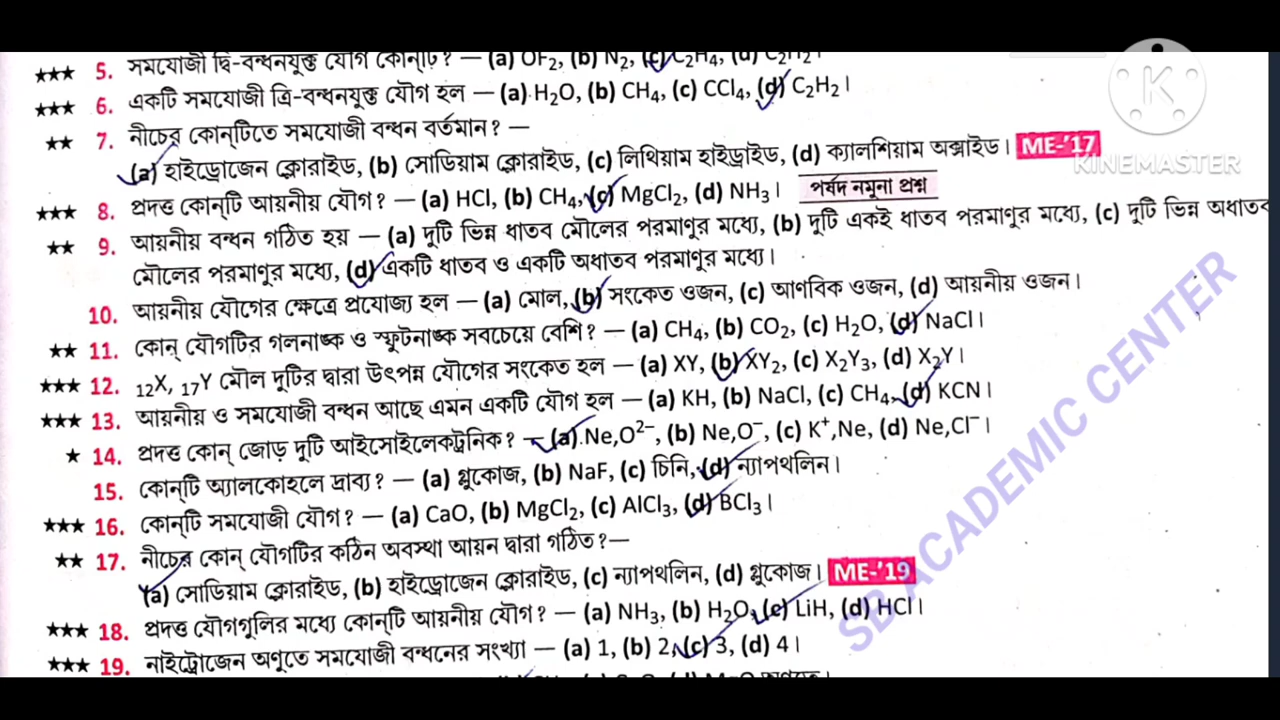 ★★★ 5. সমযোজী দ্বি-বন্ধনযুক্ত যৌগ কোন্‌টি? — (a) OF₂, (b) N₂, (c) C₂H₄, (d) C₂H₂।
★★★ 6. একটি সমযোজী ত্রি-বন্ধনযুক্ত যৌগ হল — (a) H₂O, (b) CH₄, (c) CCl₄, (d) C₂H₂।
★★ 7. নীচের কোন্‌টিতে সমযোজী বন্ধন বর্তমান? —
(a) হাইড্রোজেন ক্লোরাইড, (b) সোডিয়াম ক্লোরাইড, (c) লিথিয়াম হাইড্রাইড, (d) ক্যালশিয়াম অক্সাইড। ME-'17
K
KINEMASTER
★★★ 8. প্রদত্ত কোন্‌টি আয়নীয় যৌগ? — (a) HCl, (b) CH₄, (c) MgCl₂, (d) NH₃। পর্ষদ নমুনা প্রশ্ন
★★ 9. আয়নীয় বন্ধন গঠিত হয় — (a) দুটি ভিন্ন ধাতব মৌলের পরমাণুর মধ্যে, (b) দুটি একই ধাতব পরমাণুর মধ্যে, (c) দুটি ভিন্ন অধাতব
মৌলের পরমাণুর মধ্যে, (d) একটি ধাতব ও একটি অধাতব পরমাণুর মধ্যে।
10. আয়নীয় যৌগের ক্ষেত্রে প্রযোজ্য হল — (a) মোল, (b) সংকেত ওজন, (c) আণবিক ওজন, (d) আয়নীয় ওজন।
★★ 11. কোন্ যৌগটির গলনাঙ্ক ও স্ফুটনাঙ্ক সবচেয়ে বেশি? — (a) CH₄, (b) CO₂, (c) H₂O, (d) NaCl।
★★★ 12. ₁₂X, ₁₇Y মৌল দুটির দ্বারা উৎপন্ন যৌগের সংকেত হল — (a) XY, (b) XY₂, (c) X₂Y₃, (d) X₂Y।
★★★ 13. আয়নীয় ও সমযোজী বন্ধন আছে এমন একটি যৌগ হল — (a) KH, (b) NaCl, (c) CH₄, (d) KCN।
★ 14. প্রদত্ত কোন্ জোড় দুটি আইসোইলেকট্রনিক? — (a) Ne,O²⁻, (b) Ne,O⁻, (c) K⁺,Ne, (d) Ne,Cl⁻।
15. কোন্‌টি অ্যালকোহলে দ্রাব্য? — (a) গ্লুকোজ, (b) NaF, (c) চিনি, (d) ন্যাপথলিন।
★★★ 16. কোন্‌টি সমযোজী যৌগ? — (a) CaO, (b) MgCl₂, (c) AlCl₃, (d) BCl₃।
★★ 17. নীচের কোন্ যৌগটির কঠিন অবস্থা আয়ন দ্বারা গঠিত?—
(a) সোডিয়াম ক্লোরাইড, (b) হাইড্রোজেন ক্লোরাইড, (c) ন্যাপথলিন, (d) গ্লুকোজ। ME-'19
★★★ 18. প্রদত্ত যৌগগুলির মধ্যে কোন্‌টি আয়নীয় যৌগ? — (a) NH₃, (b) H₂O, (c) LiH, (d) HCl।
★★★ 19. নাইট্রোজেন অণুতে সমযোজী বন্ধনের সংখ্যা — (a) 1, (b) 2, (c) 3, (d) 4।
SB ACADEMIC CENTER